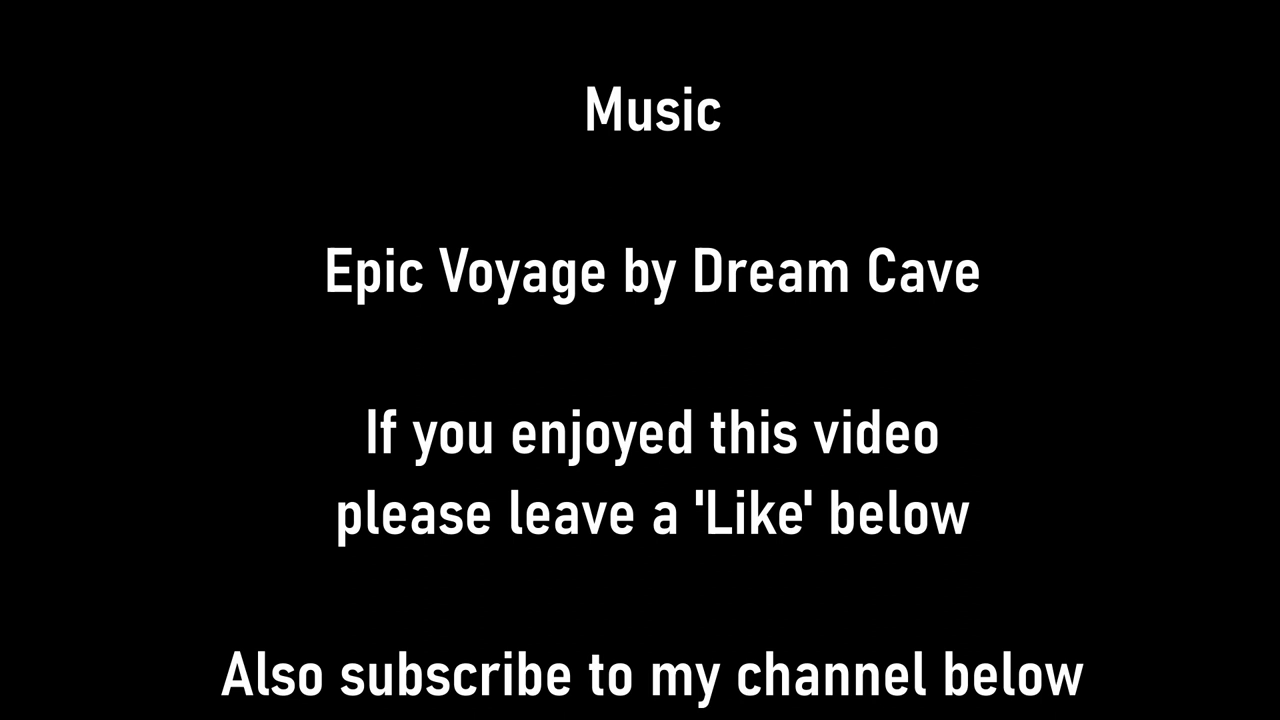 Music
Epic Voyage by Dream Cave
If you enjoyed this video
please leave a 'Like' below
Also subscribe to my channel below